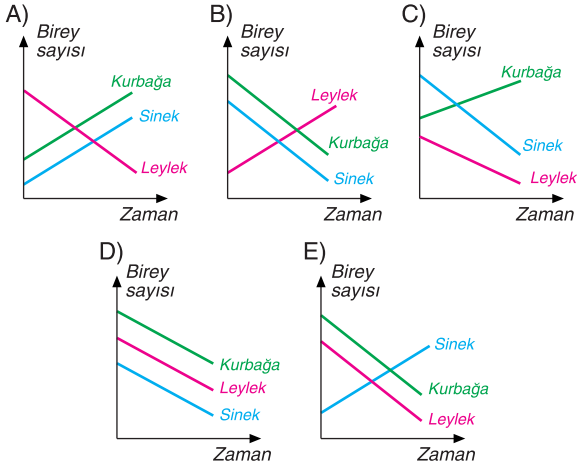 A)
Birey
sayısı
Kurbağa
Sinek
Leylek
Zaman
B)
Birey
sayısı
Leylek
Kurbağa
Sinek
Zaman
C)
Birey
sayısı
Kurbağa
Sinek
Leylek
Zaman
D)
Birey
sayısı
Kurbağa
Leylek
Sinek
Zaman
E)
Birey
sayısı
Sinek
Kurbağa
Leylek
Zaman